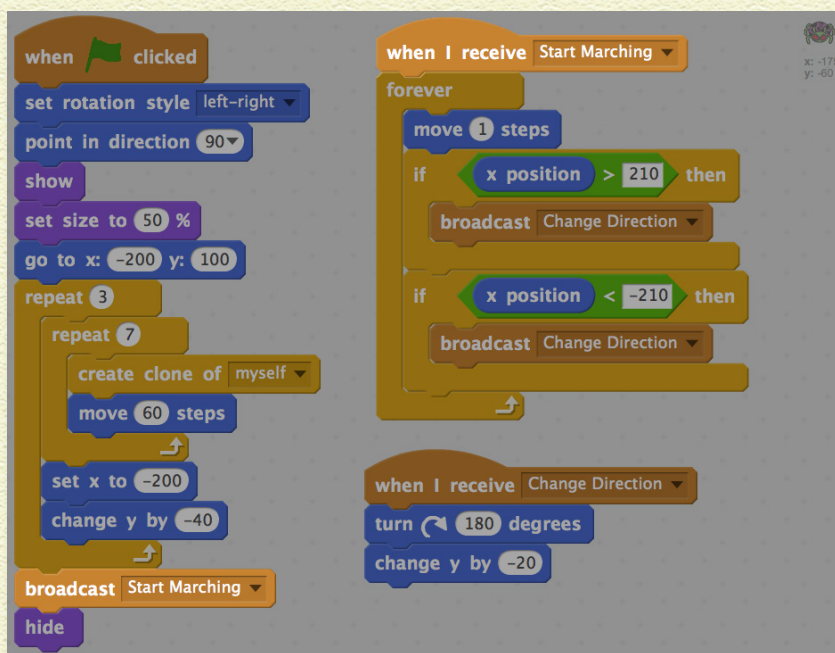 when clicked
set rotation style left-right
point in direction 90
show
set size to 50 %
go to x: -200 y: 100
repeat 3
repeat 7
create clone of myself
move 60 steps
set x to -200
change y by -40
broadcast Start Marching
hide
when I receive Start Marching
forever
move 1 steps
if x position > 210 then
broadcast Change Direction
if x position < -210 then
broadcast Change Direction
when I receive Change Direction
turn 180 degrees
change y by -20
y: -60